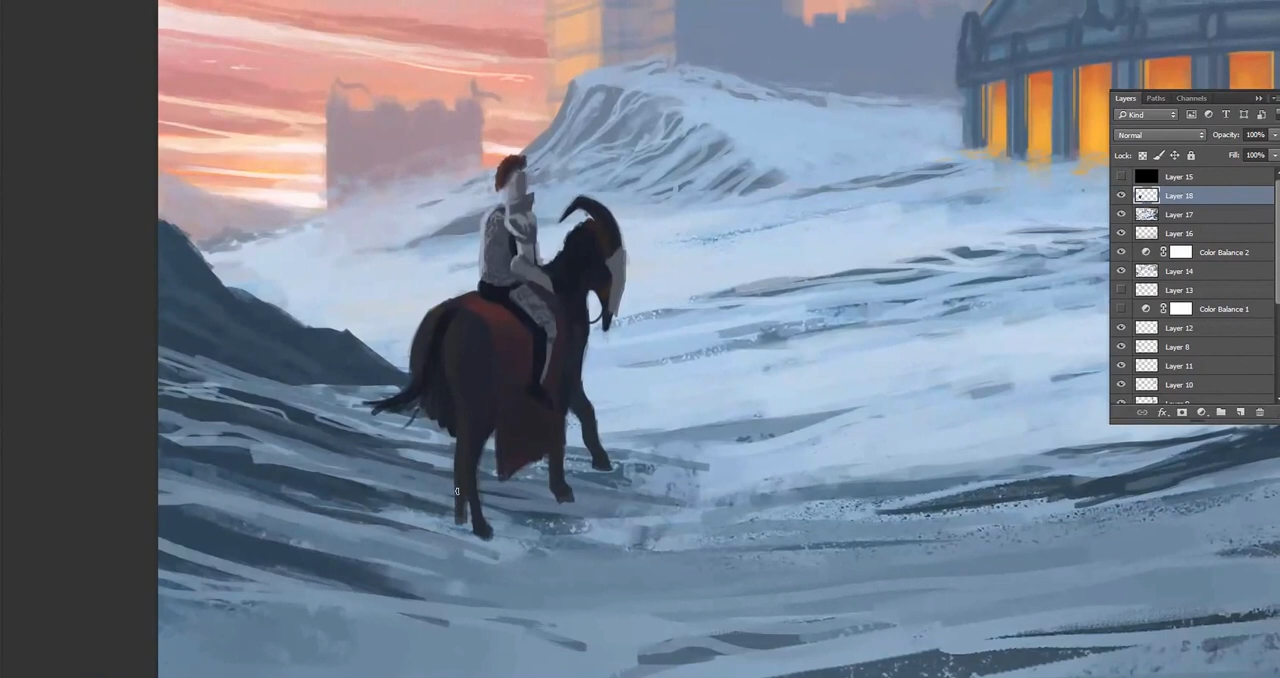 Layers Paths Channels
Kind
Normal Opacity: 100%
Lock: Fill: 100%
Layer 15
Layer 18
Layer 17
Layer 16
Color Balance 2
Layer 14
Layer 13
Color Balance 1
Layer 12
Layer 8
Layer 11
Layer 10
fx